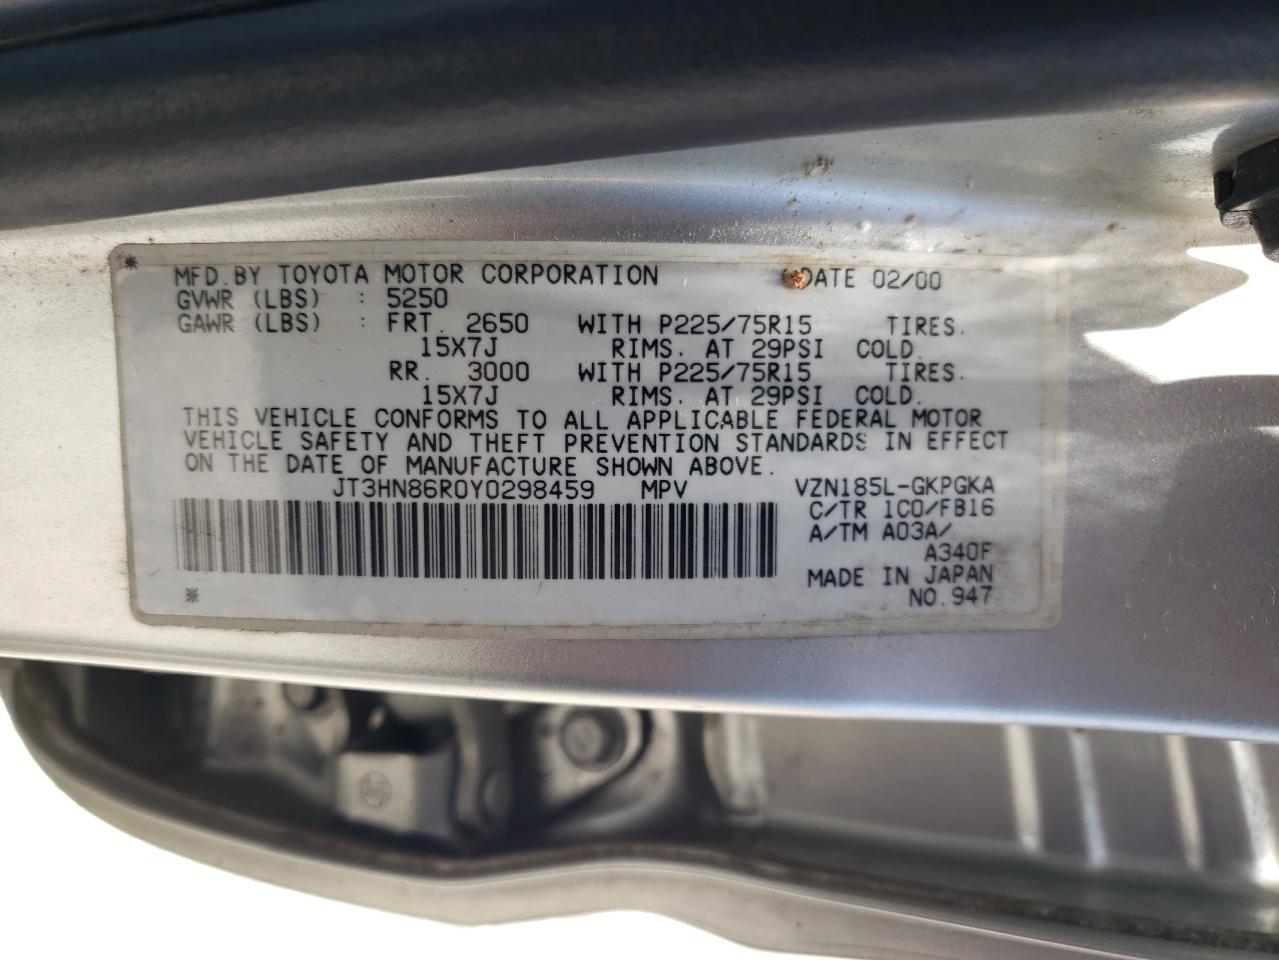 MFD. BY TOYOTA MOTOR CORPORATION DATE 02/00
GVWR (LBS) : 5250
GAWR (LBS) : FRT. 2650 WITH P225/75R15 TIRES.
15X7J RIMS. AT 29PSI COLD.
RR. 3000 WITH P225/75R15 TIRES.
15X7J RIMS. AT 29PSI COLD.
THIS VEHICLE CONFORMS TO ALL APPLICABLE FEDERAL MOTOR
VEHICLE SAFETY AND THEFT PREVENTION STANDARDS IN EFFECT
ON THE DATE OF MANUFACTURE SHOWN ABOVE.
JT3HN86R0Y0298459 MPV VZN185L-GKPGKA
C/TR 1C0/FB16
A/TM A03A/
A340F
MADE IN JAPAN
NO. 947